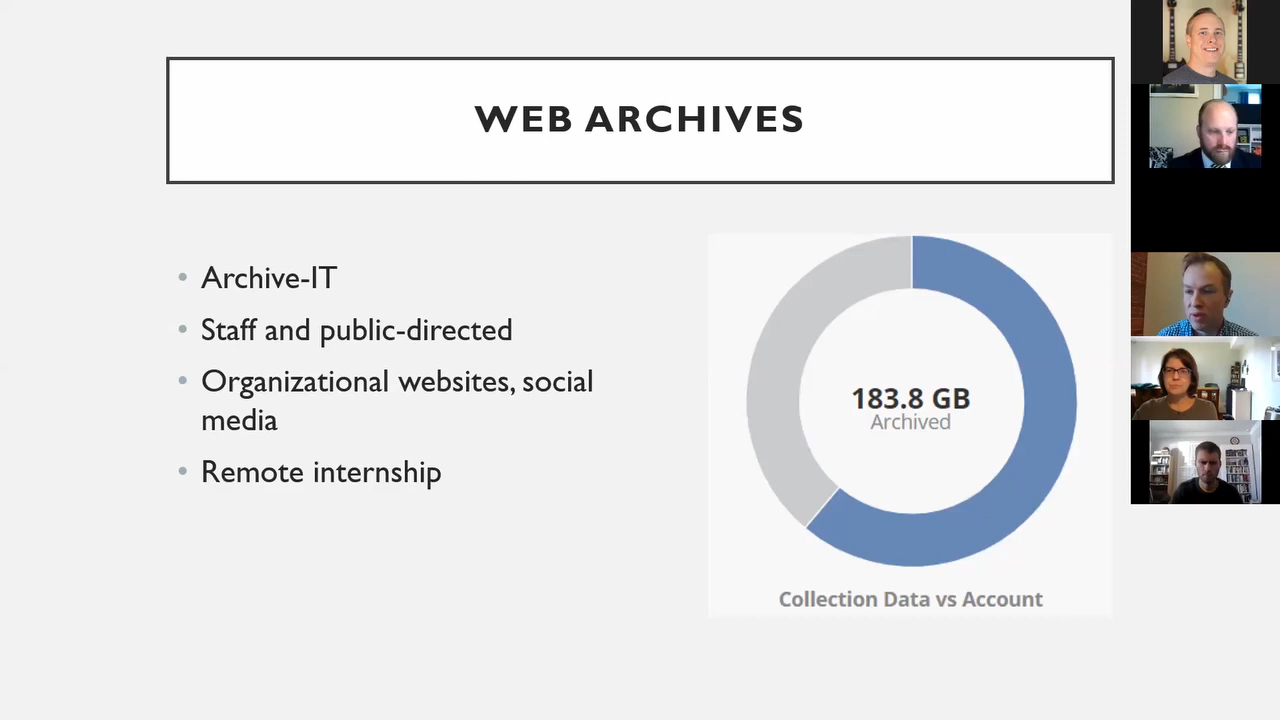 WEB ARCHIVES
• Archive-IT
• Staff and public-directed
• Organizational websites, social
media
• Remote internship
183.8 GB
Archived
Collection Data vs Account